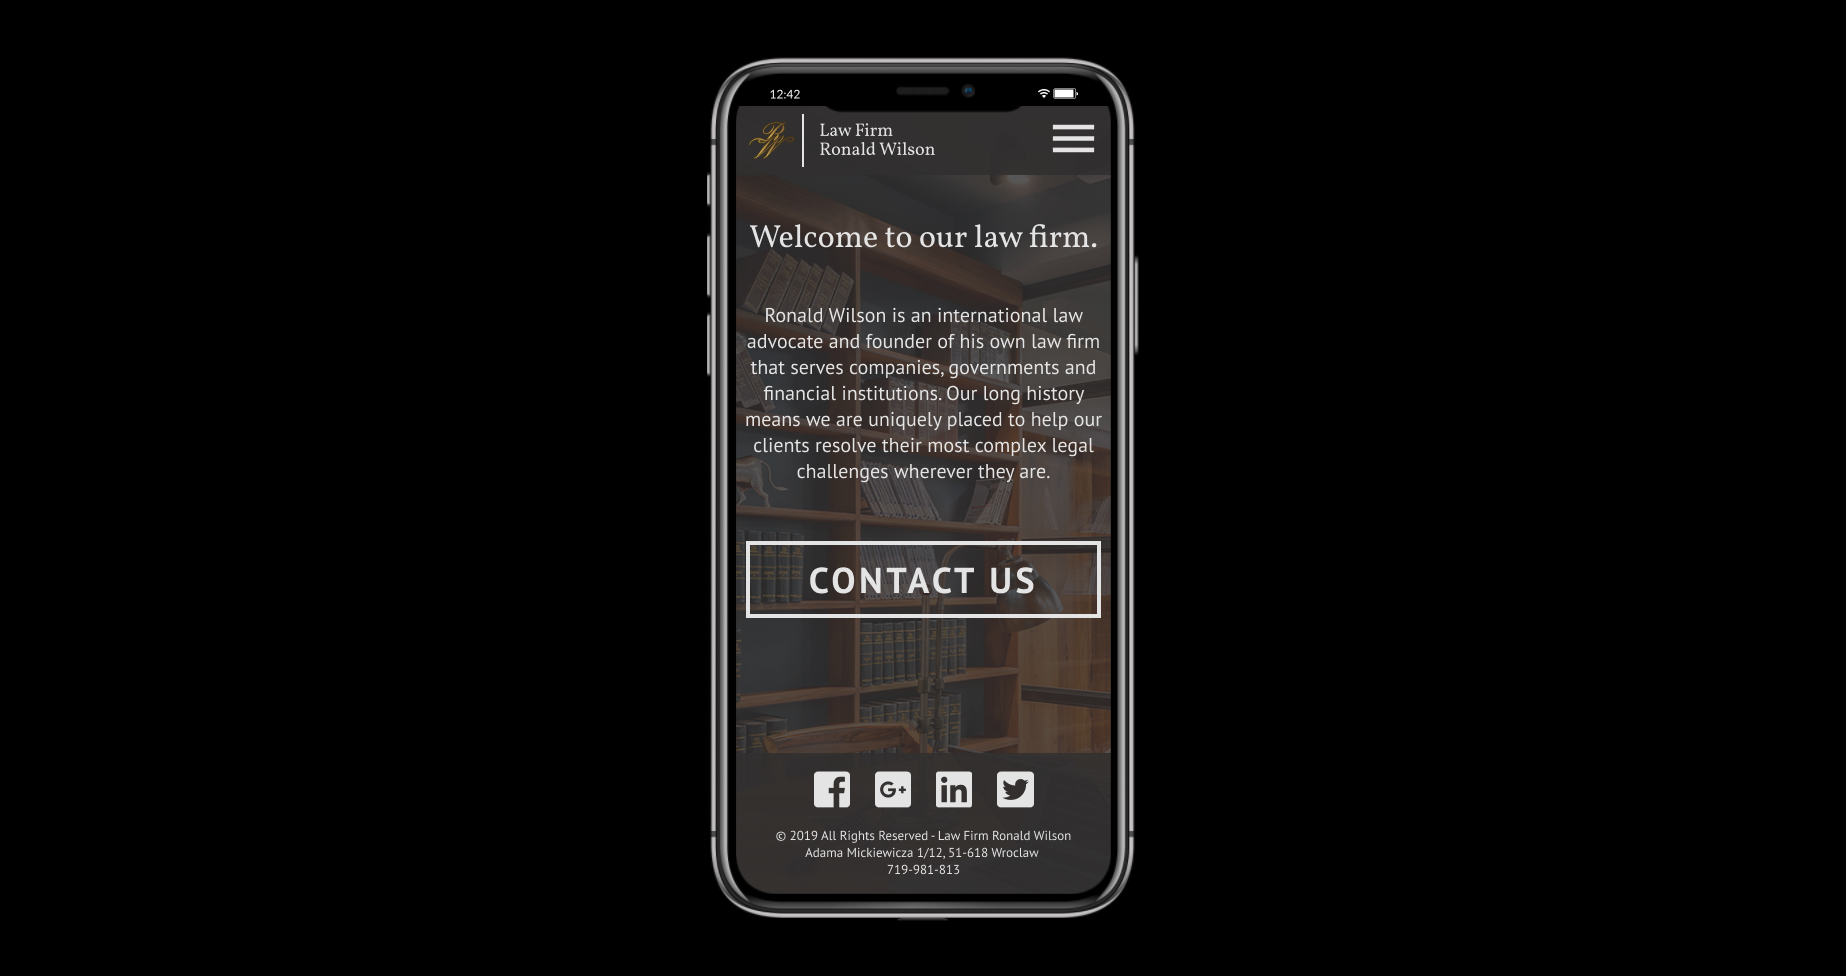 12:42
RW
Law Firm
Ronald Wilson
Welcome to our law firm.
Ronald Wilson is an international law
advocate and founder of his own law firm
that serves companies, governments and
financial institutions. Our long history
means we are uniquely placed to help our
clients resolve their most complex legal
challenges wherever they are.
CONTACT US
© 2019 All Rights Reserved - Law Firm Ronald Wilson
Adama Mickiewicza 1/12, 51-618 Wroclaw
719-981-813